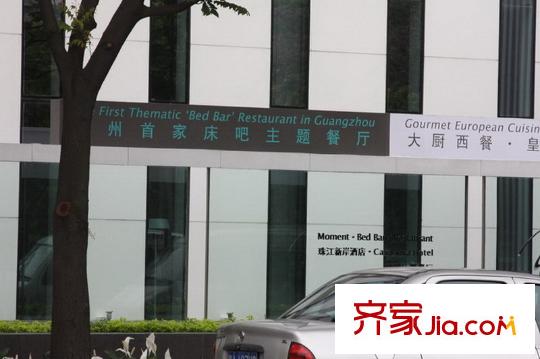 First Thematic 'Bed Bar' Restaurant in Guangzhou
州首家床吧主题餐厅
Gourmet European Cuisin
大厨西餐·皇
Moment·Bed Bar Restaurant
珠江新岸酒店·Hotel
齐家Jia.com